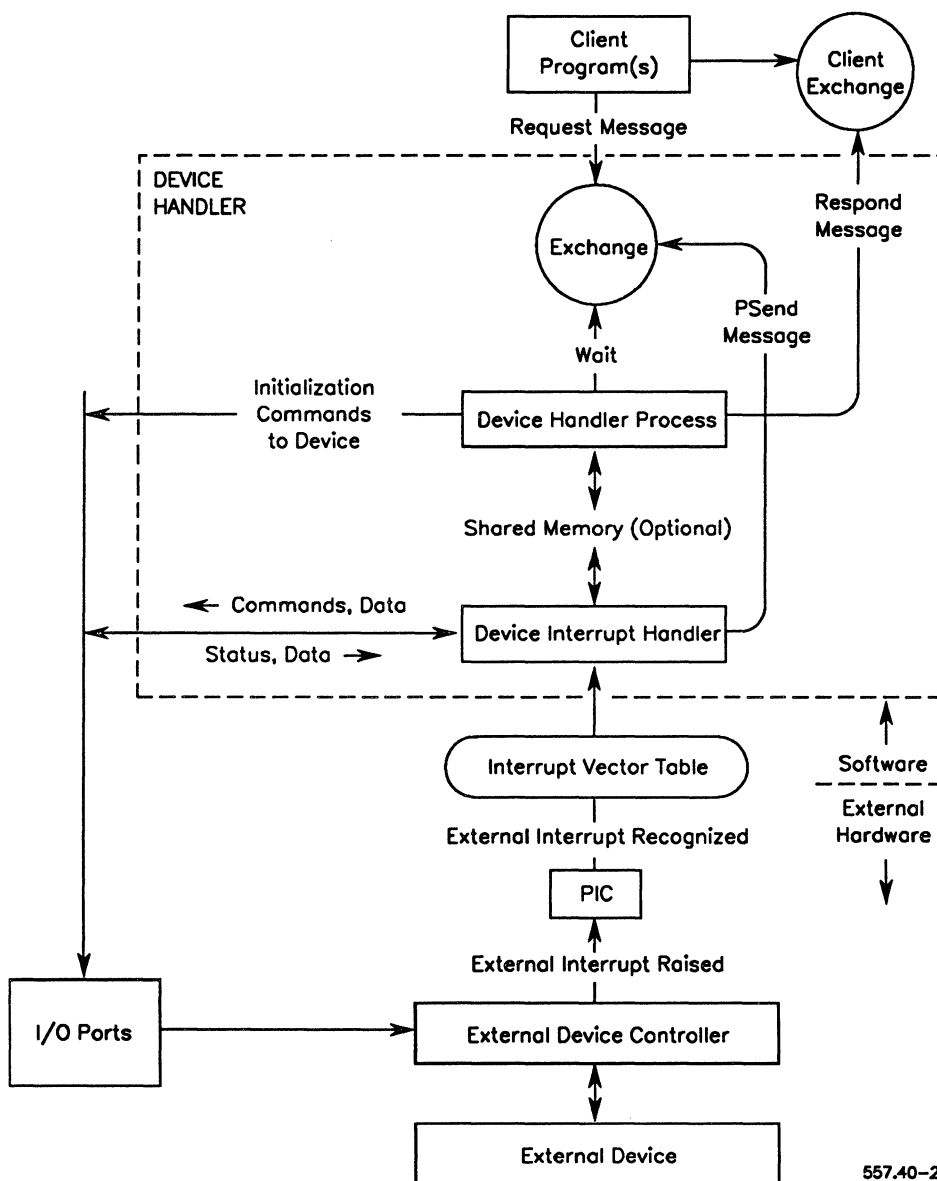 Client
Program(s)
Client
Exchange
Request Message
DEVICE
HANDLER
Respond
Message
Exchange
PSend
Message
Wait
Initialization
Commands
to Device
Device Handler Process
Shared Memory (Optional)
Commands, Data
Device Interrupt Handler
Status, Data
Interrupt Vector Table
Software
External
Hardware
External Interrupt Recognized
PIC
External Interrupt Raised
I/O Ports
External Device Controller
External Device
557.40-2